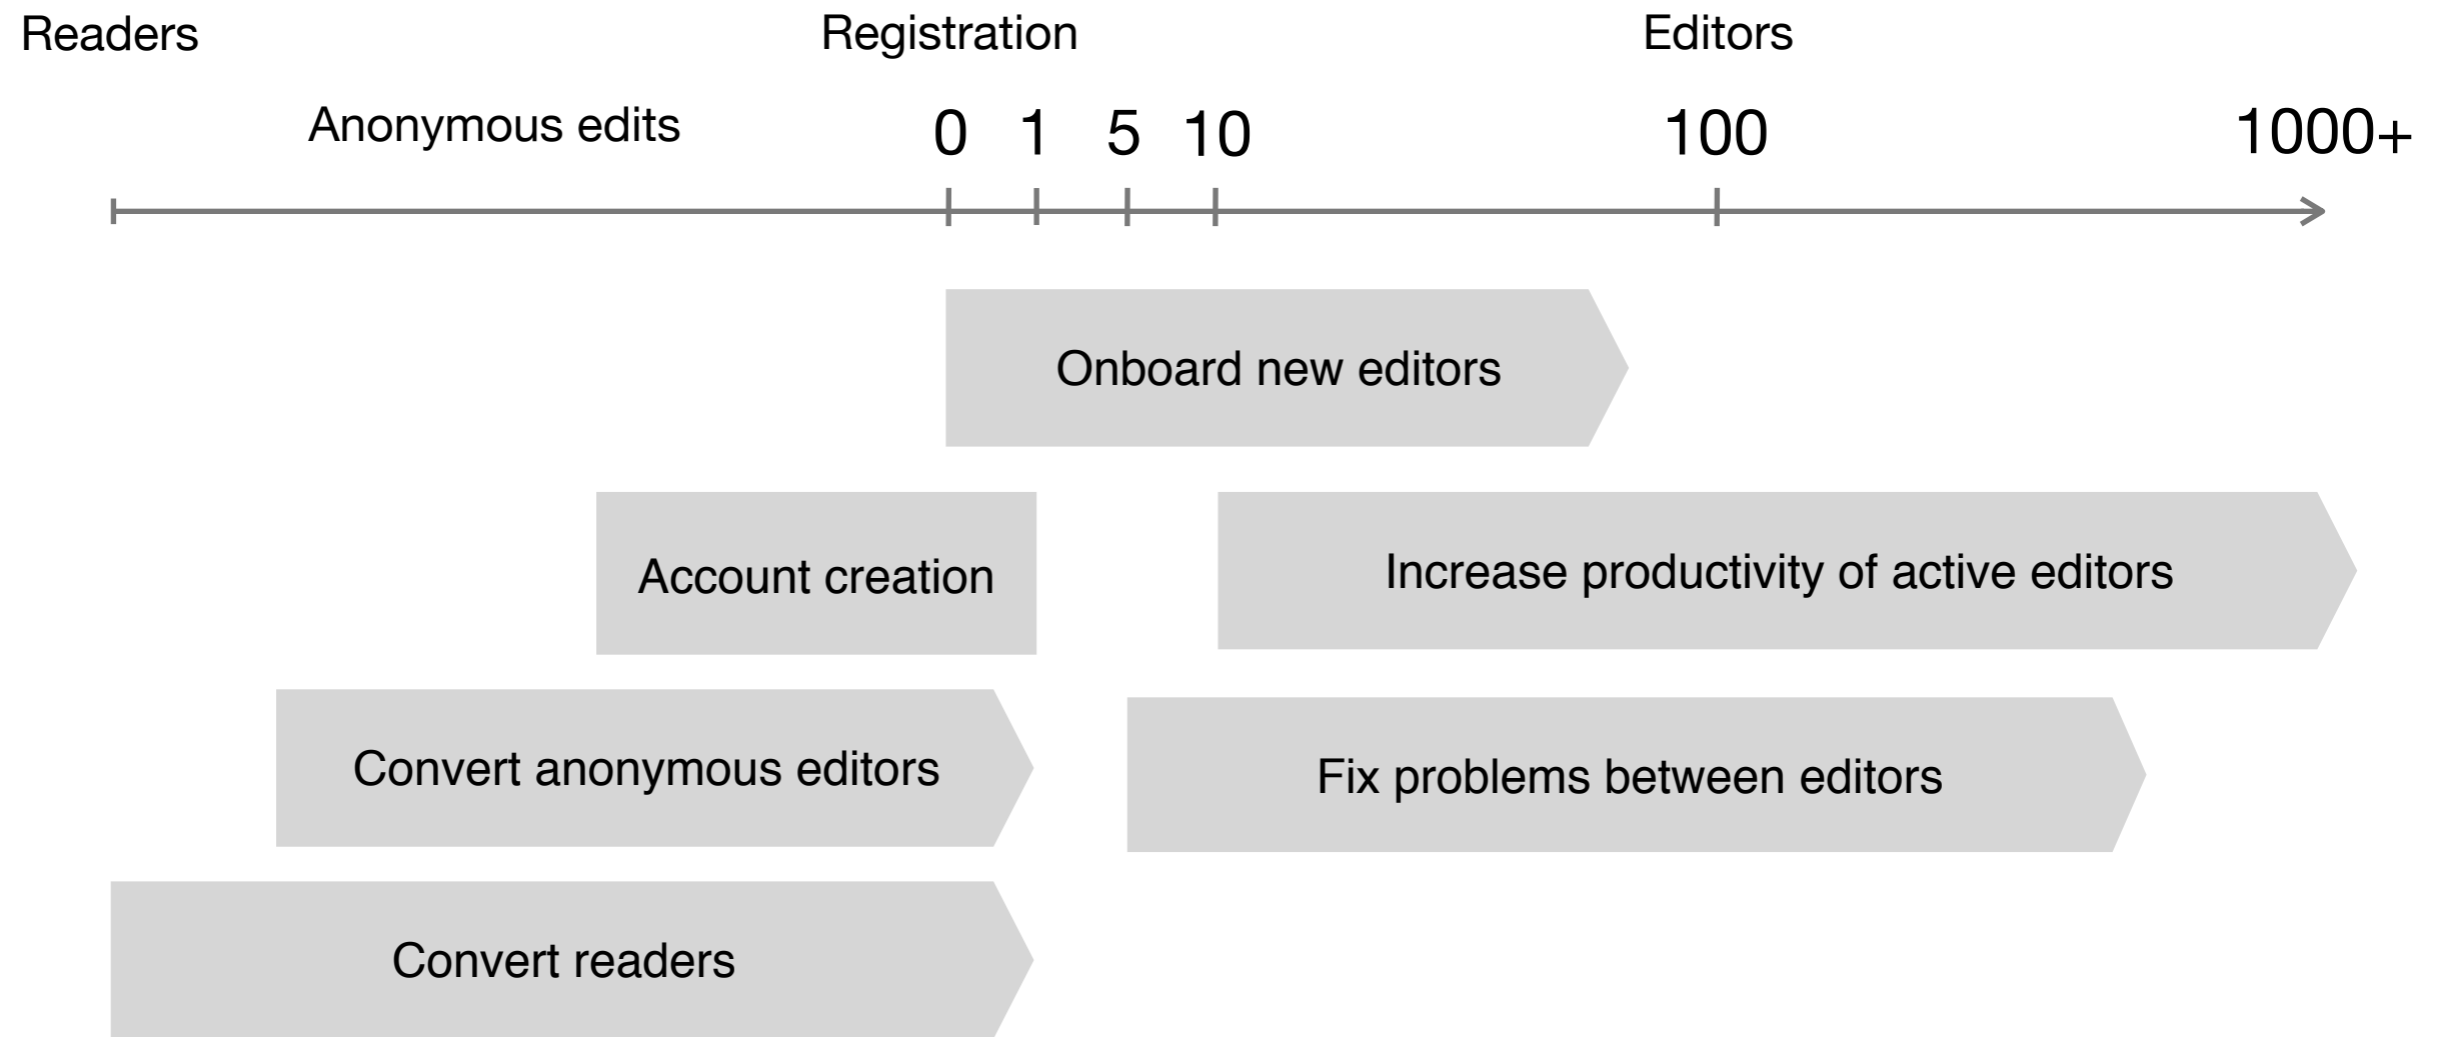 Readers
Registration
Editors
Anonymous edits
0 1 5 10 100 1000+
Onboard new editors
Account creation
Increase productivity of active editors
Convert anonymous editors
Fix problems between editors
Convert readers